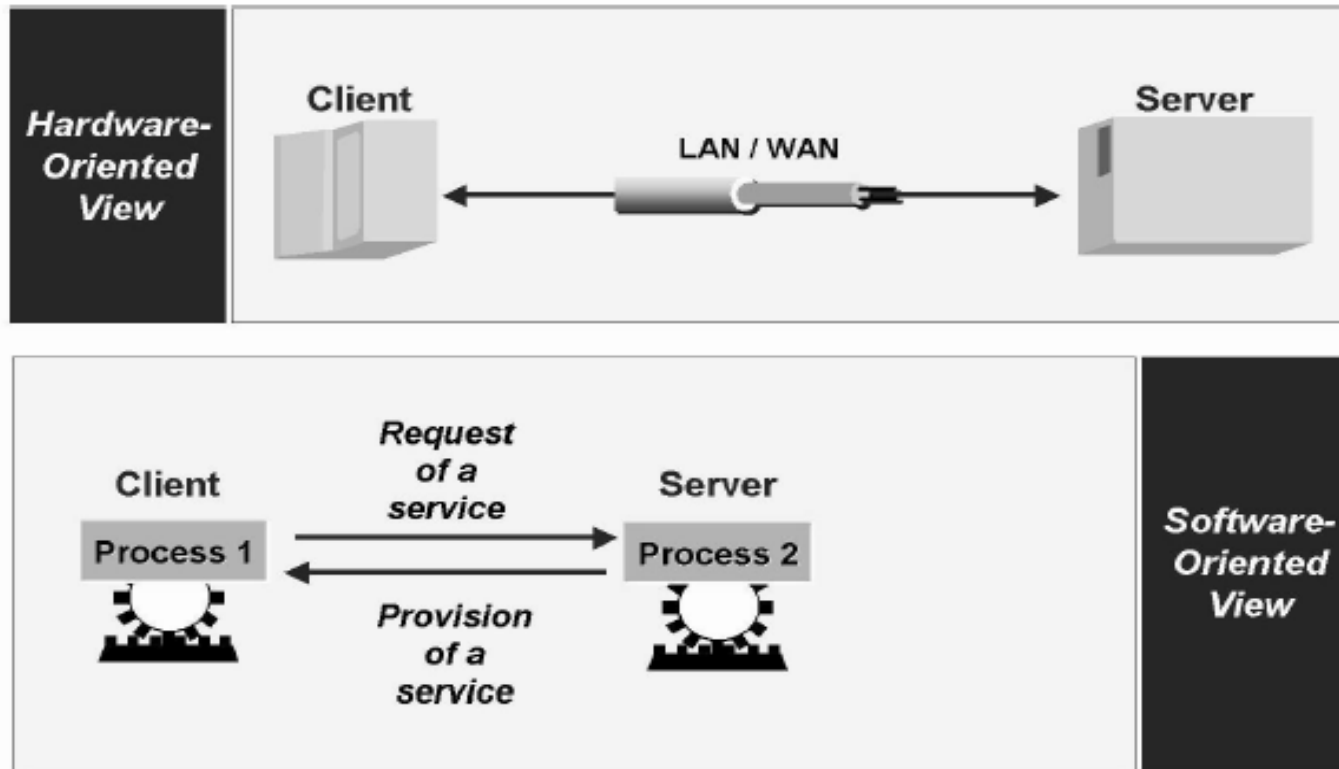 Hardware-
Oriented
View
Client
LAN / WAN
Server
Request
of a
service
Client
Server
Process 1
Process 2
Provision
of a
service
Software-
Oriented
View